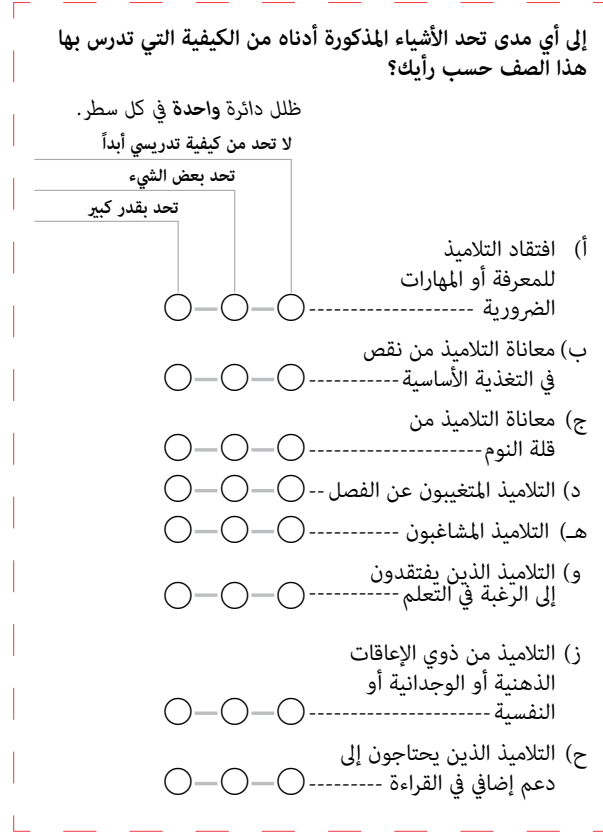 إلى أي مدى تحد الأشياء المذكورة أدناه من الكيفية التي تدرس بها
هذا الصف حسب رأيك؟
ظلل دائرة واحدة في كل سطر.
لا تحد من كيفية تدريسي أبداً
تحد بعض الشيء
تحد بقدر كبير
أ) افتقاد التلاميذ
للمعرفة أو المهارات
الضرورية
ب) معاناة التلاميذ من نقص
في التغذية الأساسية
ج) معاناة التلاميذ من
قلة النوم
د) التلاميذ المتغيبون عن الفصل
هـ) التلاميذ المشاغبون
و) التلاميذ الذين يفتقدون
إلى الرغبة في التعلم
ز) التلاميذ من ذوي الإعاقات
الذهنية أو الوجدانية أو
النفسية
ح) التلاميذ الذين يحتاجون إلى
دعم إضافي في القراءة